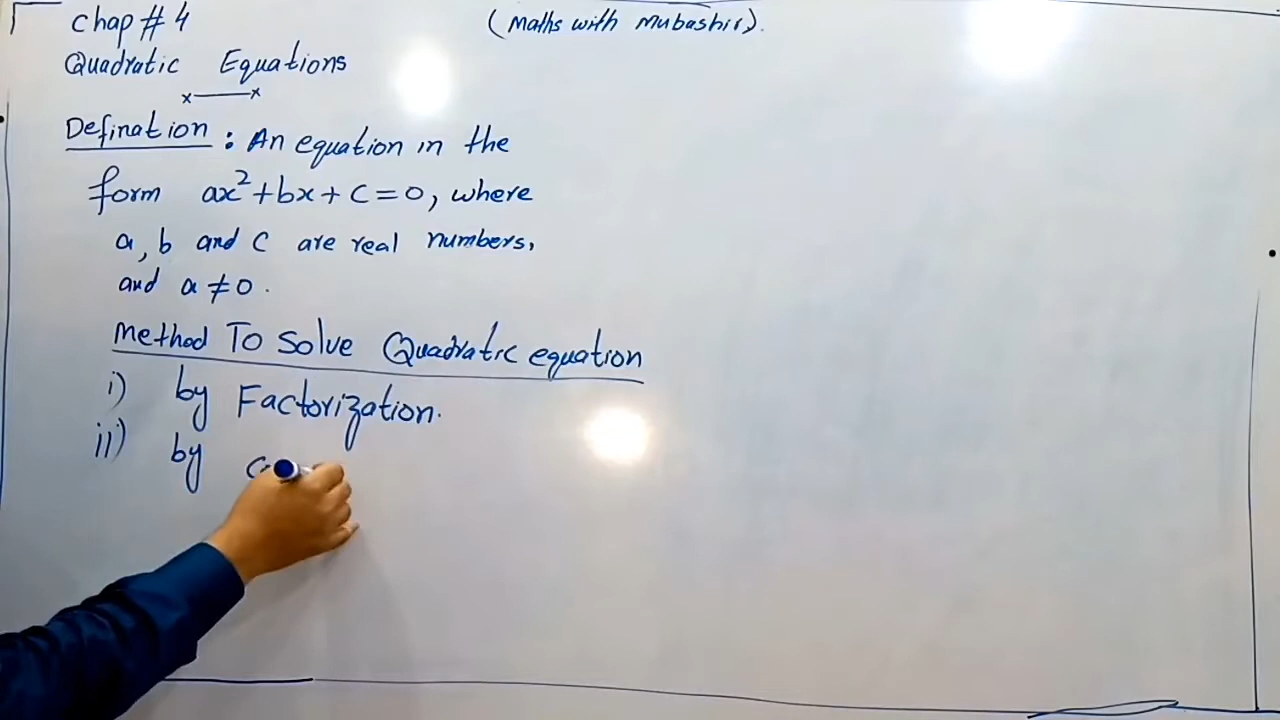 Chap # 4
(Maths with Mubashir).
Quadratic Equations
Defination : An equation in the
form ax²+bx+c=0, where
a, b and c are real numbers,
and a≠0.
Method To Solve Quadratic equation
i) by Factorization.
ii) by